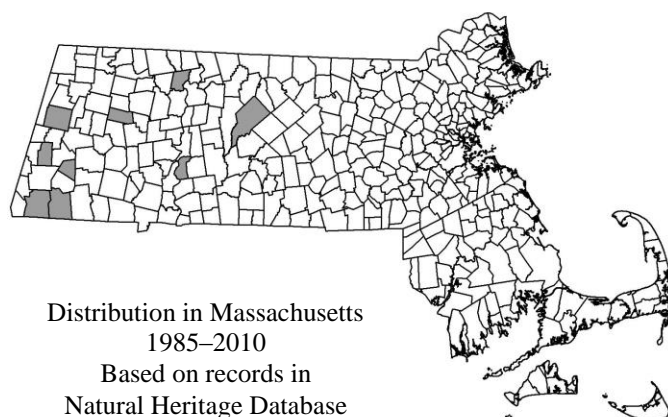 Distribution in Massachusetts
1985–2010
Based on records in
Natural Heritage Database